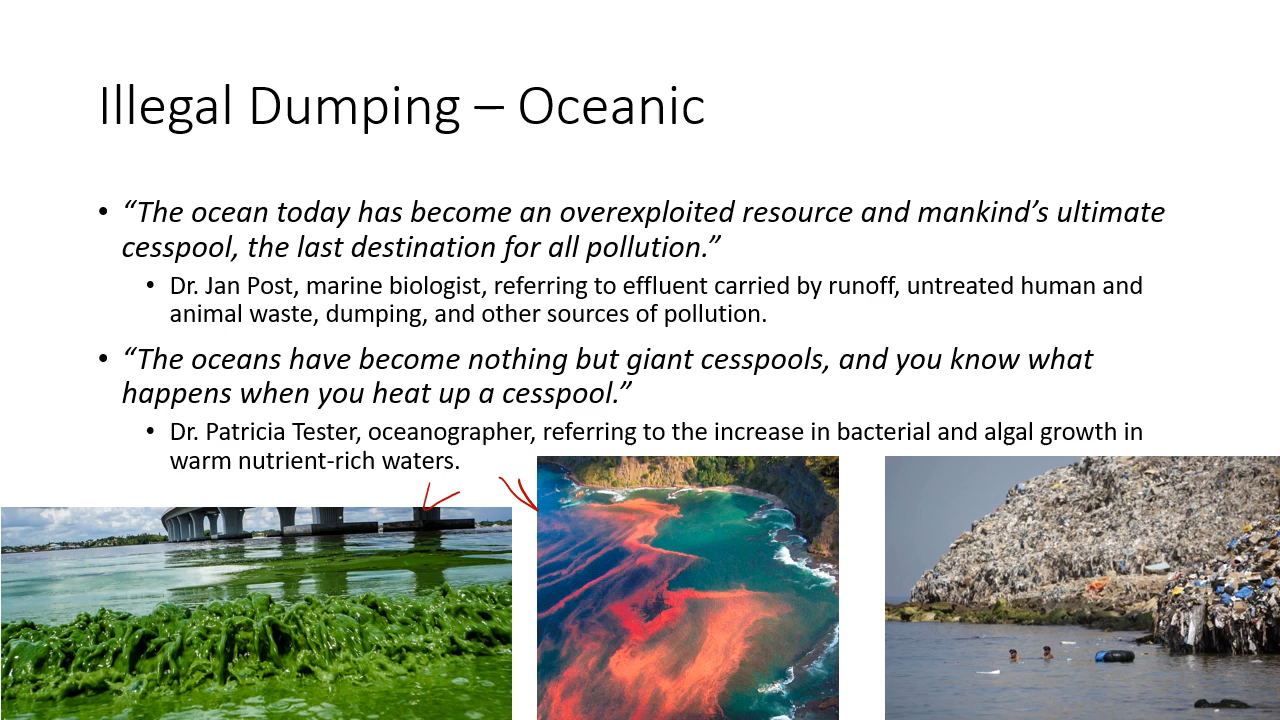 Illegal Dumping – Oceanic
• “The ocean today has become an overexploited resource and mankind’s ultimate
cesspool, the last destination for all pollution.”
• Dr. Jan Post, marine biologist, referring to effluent carried by runoff, untreated human and
animal waste, dumping, and other sources of pollution.
• “The oceans have become nothing but giant cesspools, and you know what
happens when you heat up a cesspool.”
• Dr. Patricia Tester, oceanographer, referring to the increase in bacterial and algal growth in
warm nutrient-rich waters.